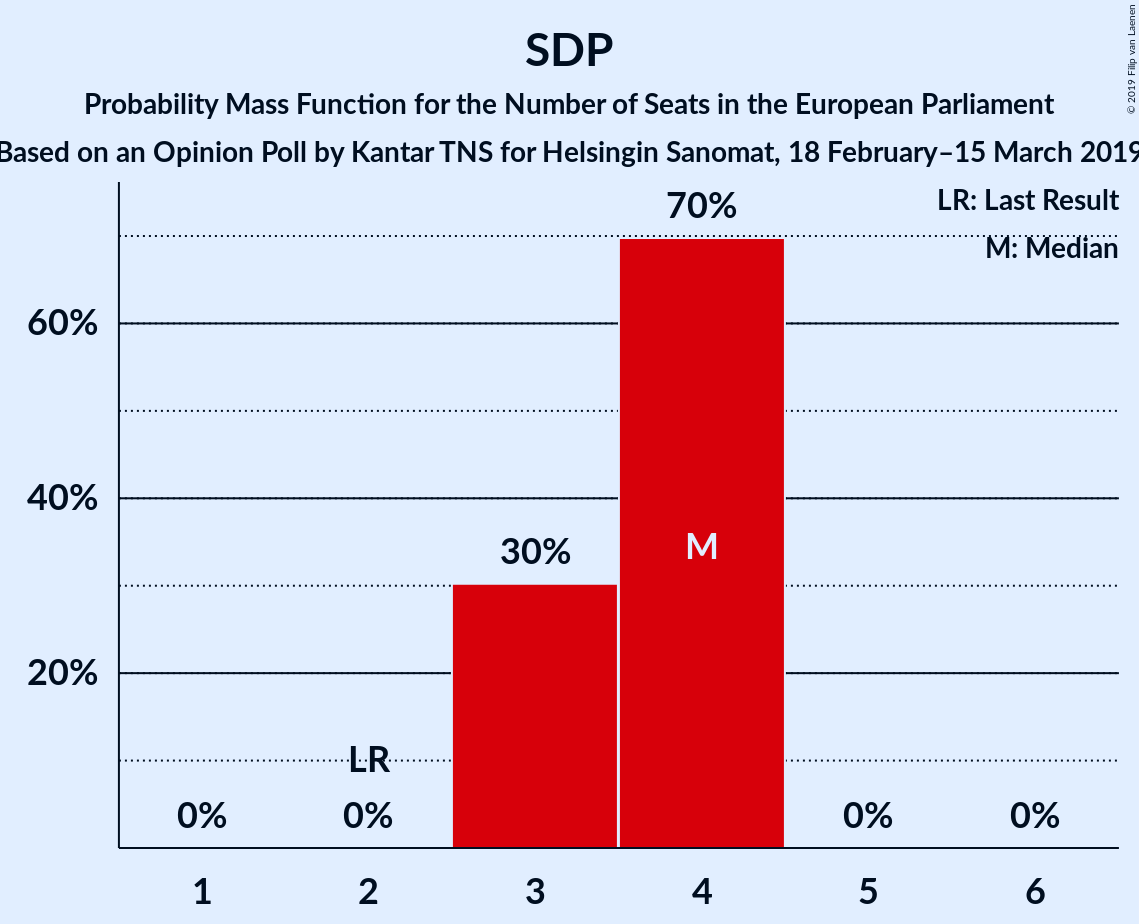 SDP
Probability Mass Function for the Number of Seats in the European Parliament
Based on an Opinion Poll by Kantar TNS for Helsingin Sanomat, 18 February–15 March 2019
© 2019 Filip van Laenen
LR: Last Result
M: Median
70%
60%
40%
30%
M
20%
LR
0%
0%
0%
0%
1
2
3
4
5
6